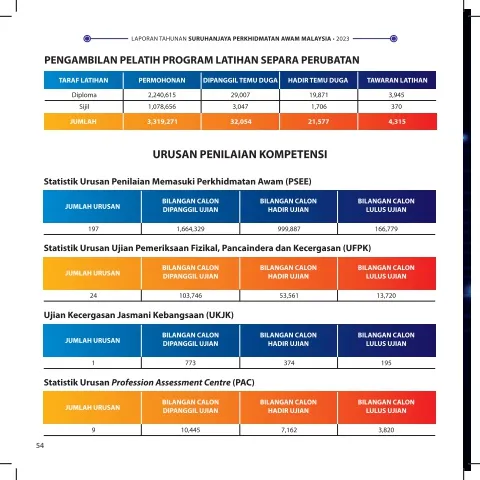 LAPORAN TAHUNAN SURUHANJAYA PERKHIDMATAN AWAM MALAYSIA • 2023
PENGAMBILAN PELATIH PROGRAM LATIHAN SEPARA PERUBATAN
TARAF LATIHAN PERMOHONAN DIPANGGIL TEMU DUGA HADIR TEMU DUGA TAWARAN LATIHAN
Diploma 2,240,615 29,007 19,871 3,945
Sijil 1,078,656 3,047 1,706 370
JUMLAH 3,319,271 32,054 21,577 4,315
URUSAN PENILAIAN KOMPETENSI
Statistik Urusan Penilaian Memasuki Perkhidmatan Awam (PSEE)
JUMLAH URUSAN BILANGAN CALON DIPANGGIL UJIAN BILANGAN CALON HADIR UJIAN BILANGAN CALON LULUS UJIAN
197 1,664,329 999,887 166,779
Statistik Urusan Ujian Pemeriksaan Fizikal, Pancaindera dan Kecergasan (UFPK)
JUMLAH URUSAN BILANGAN CALON DIPANGGIL UJIAN BILANGAN CALON HADIR UJIAN BILANGAN CALON LULUS UJIAN
24 103,746 53,561 13,720
Ujian Kecergasan Jasmani Kebangsaan (UKJK)
JUMLAH URUSAN BILANGAN CALON DIPANGGIL UJIAN BILANGAN CALON HADIR UJIAN BILANGAN CALON LULUS UJIAN
1 773 374 195
Statistik Urusan Profession Assessment Centre (PAC)
JUMLAH URUSAN BILANGAN CALON DIPANGGIL UJIAN BILANGAN CALON HADIR UJIAN BILANGAN CALON LULUS UJIAN
9 10,445 7,162 3,820
54